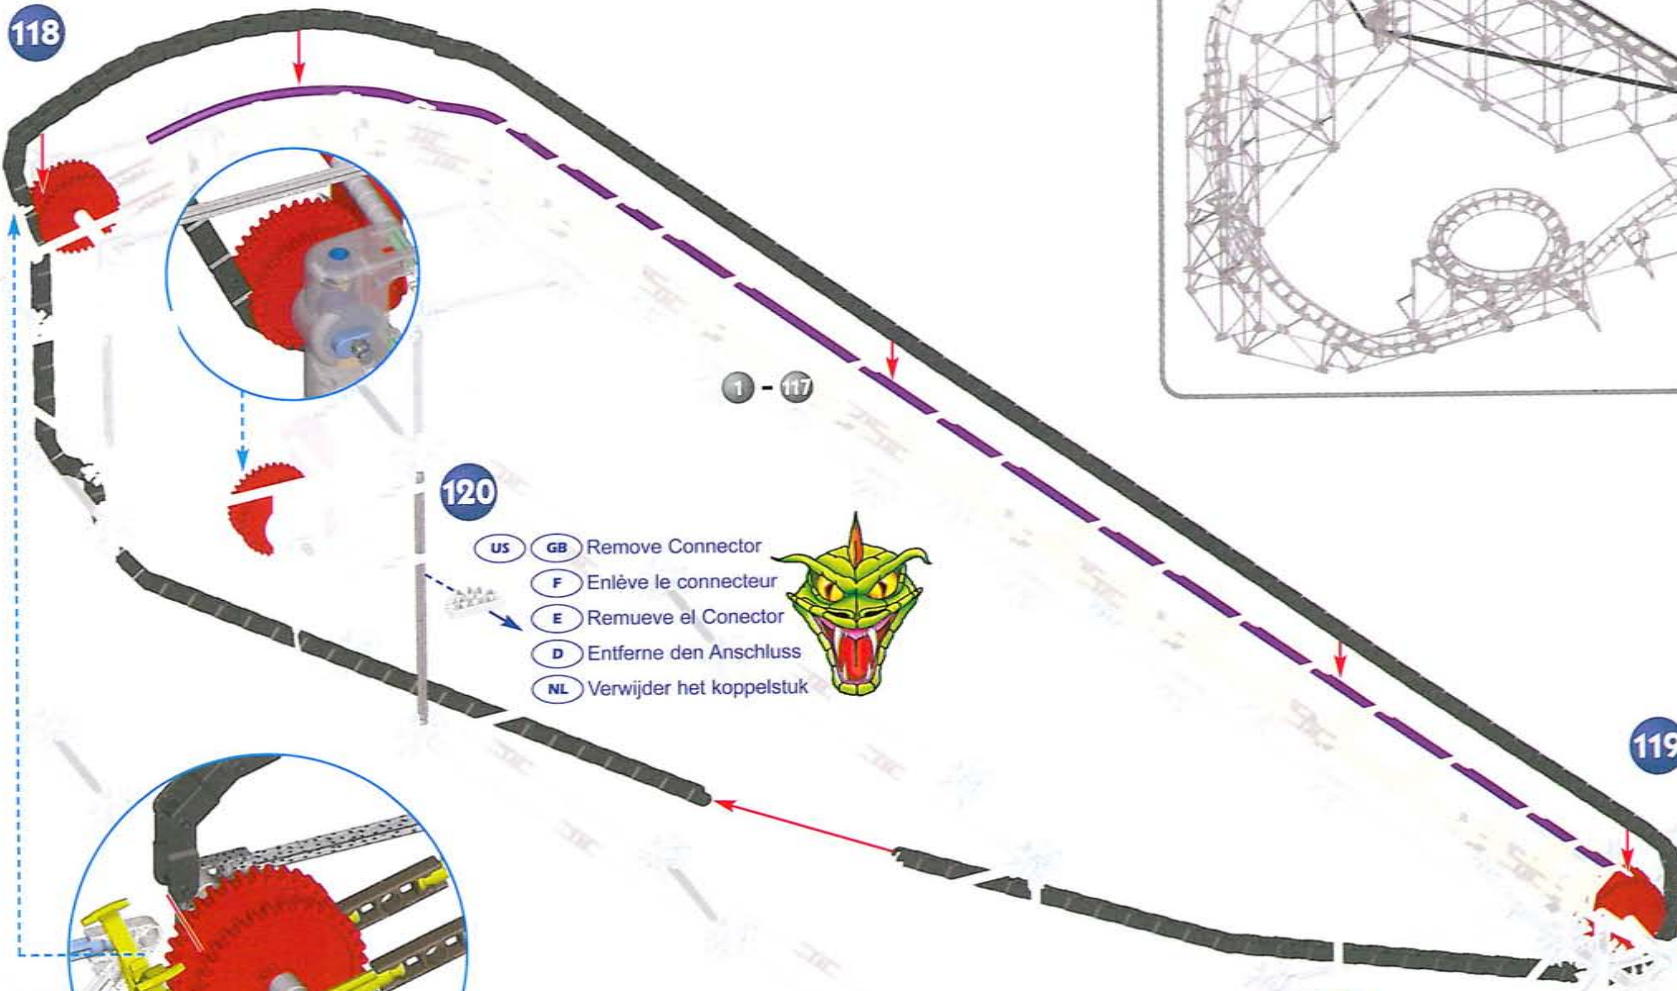 118
1 - 117
120
US GB Remove Connector
F Enlève le connecteur
E Remueve el Conector
D Entferne den Anschluss
NL Verwijder het koppelstuk
119